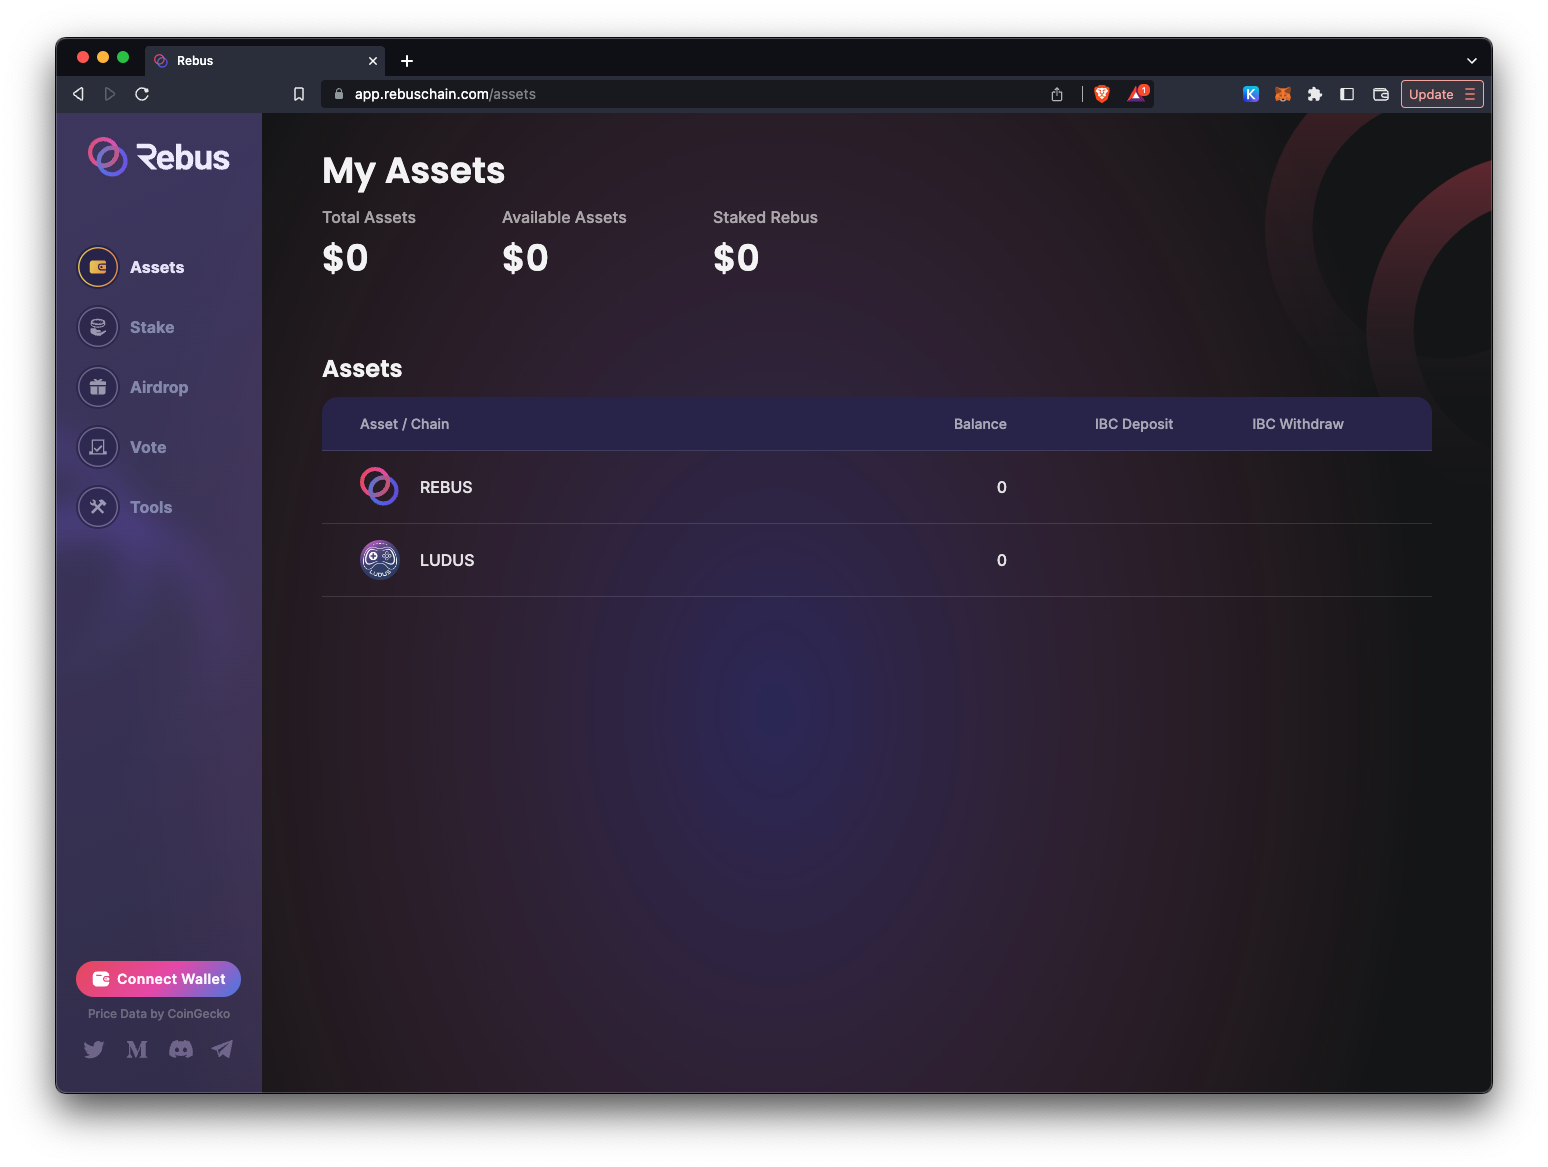 Rebus
app.rebuschain.com/assets
1
K
Update
Rebus
Assets
Stake
Airdrop
Vote
Tools
Connect Wallet
Price Data by CoinGecko
M
My Assets
Total Assets
$0
Available Assets
$0
Staked Rebus
$0
Assets
Asset / Chain Balance IBC Deposit IBC Withdraw
REBUS 0
LUDUS
LUDUS 0